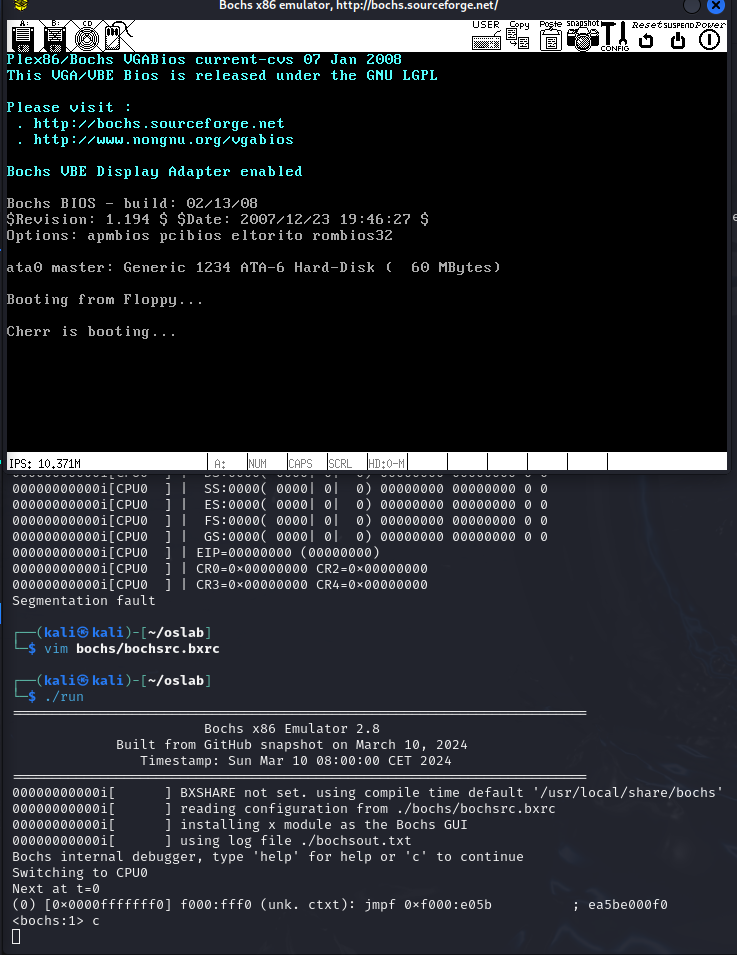 Bochs x86 emulator, http://bochs.sourceforge.net/
A: B: CD USER Copy Paste snapshot CONFIG Reset SUSPEND Power
Plex86/Bochs VGABios current-cvs 07 Jan 2008
This VGA/VBE Bios is released under the GNU LGPL
Please visit :
. http://bochs.sourceforge.net
. http://www.nongnu.org/vgabios
Bochs VBE Display Adapter enabled
Bochs BIOS - build: 02/13/08
$Revision: 1.194 $ $Date: 2007/12/23 19:46:27 $
Options: apmbios pcibios eltorito rombios32
ata0 master: Generic 1234 ATA-6 Hard-Disk (  60 MBytes)
Booting from Floppy...
Cherr is booting...
IPS: 10.371M A: NUM CAPS SCRL HD:0-M
00000000000i[CPU0  ] |  SS:0000( 0000| 0|  0) 00000000 00000000 0 0
00000000000i[CPU0  ] |  ES:0000( 0000| 0|  0) 00000000 00000000 0 0
00000000000i[CPU0  ] |  FS:0000( 0000| 0|  0) 00000000 00000000 0 0
00000000000i[CPU0  ] |  GS:0000( 0000| 0|  0) 00000000 00000000 0 0
00000000000i[CPU0  ] | EIP=00000000 (00000000)
00000000000i[CPU0  ] | CR0=0×00000000 CR2=0×00000000
00000000000i[CPU0  ] | CR3=0×00000000 CR4=0×00000000
Segmentation fault
┌──(kali㉿kali)-[~/oslab]
└─$ vim bochs/bochsrc.bxrc
┌──(kali㉿kali)-[~/oslab]
└─$ ./run
========================================================================
Bochs x86 Emulator 2.8
Built from GitHub snapshot on March 10, 2024
Timestamp: Sun Mar 10 08:00:00 CET 2024
========================================================================
00000000000i[      ] BXSHARE not set. using compile time default '/usr/local/share/bochs'
00000000000i[      ] reading configuration from ./bochs/bochsrc.bxrc
00000000000i[      ] installing x module as the Bochs GUI
00000000000i[      ] using log file ./bochsout.txt
Bochs internal debugger, type 'help' for help or 'c' to continue
Switching to CPU0
Next at t=0
(0) [0×0000fffffff0] f000:fff0 (unk. ctxt): jmpf 0×f000:e05b          ; ea5be000f0
<bochs:1> c